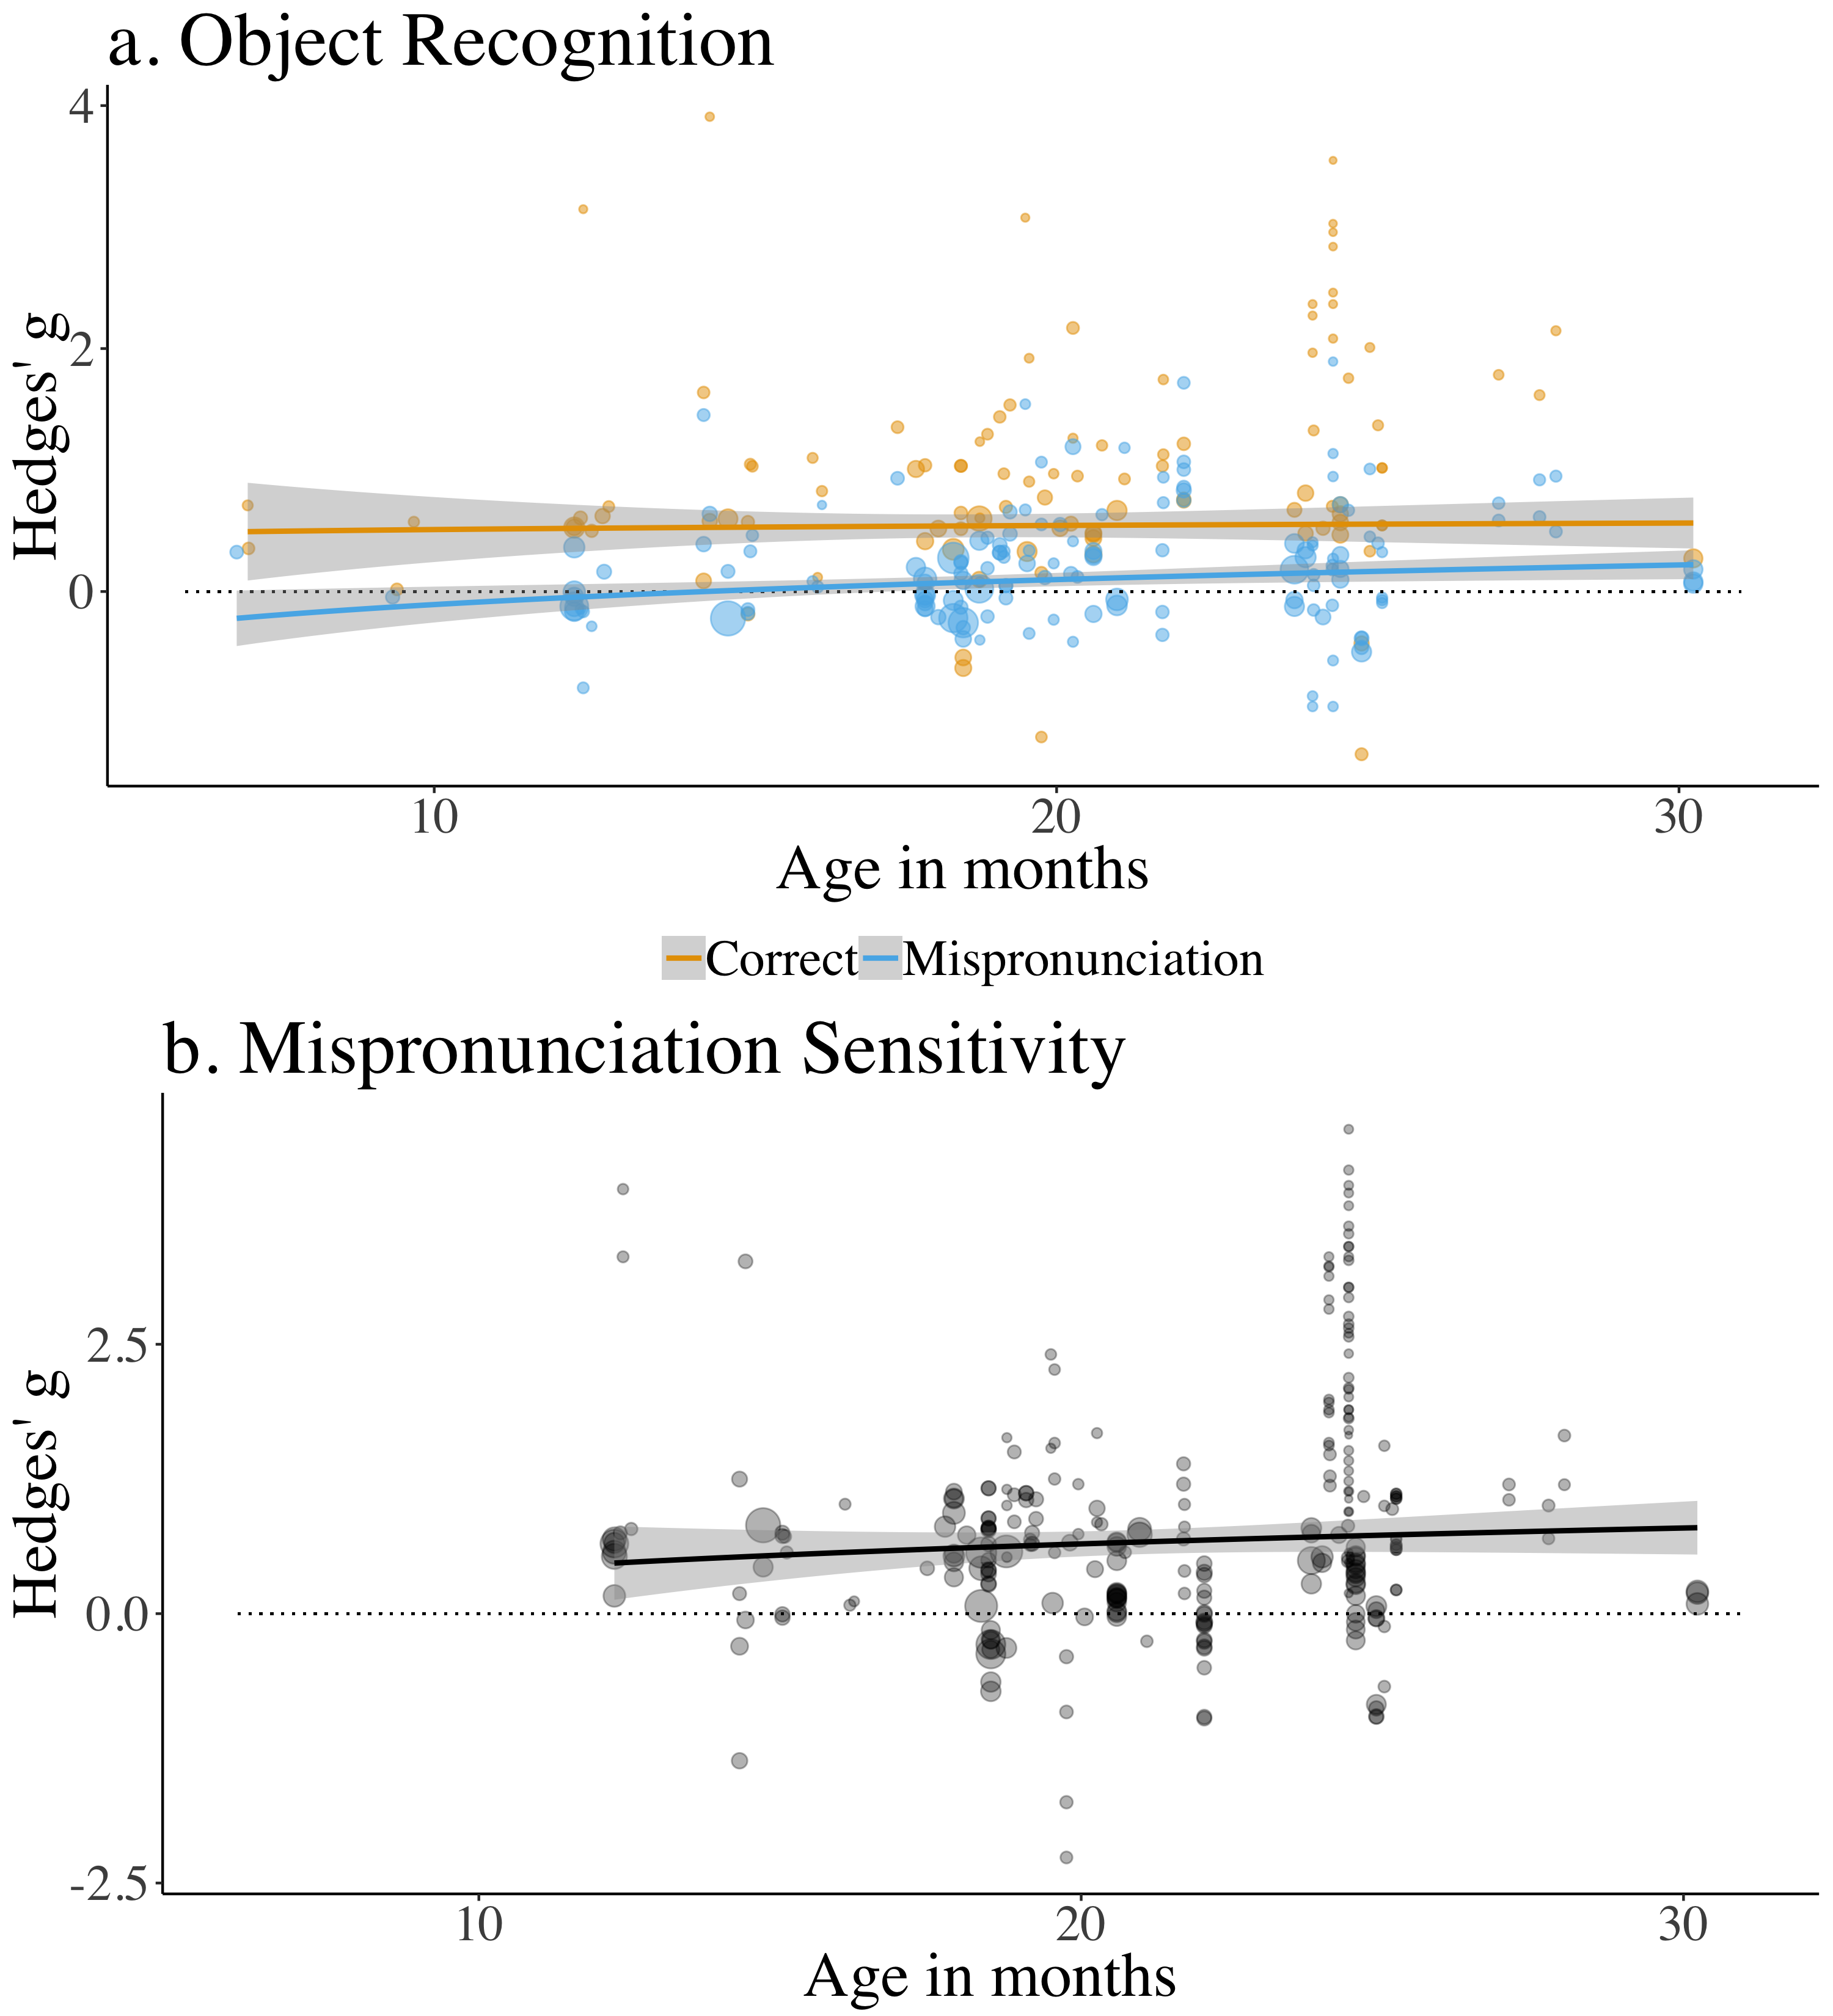 a. Object Recognition
4
2
0
Hedges' g
10 20 30
Age in months
Correct Mispronunciation
b. Mispronunciation Sensitivity
2.5
0.0
-2.5
Hedges' g
10 20 30
Age in months